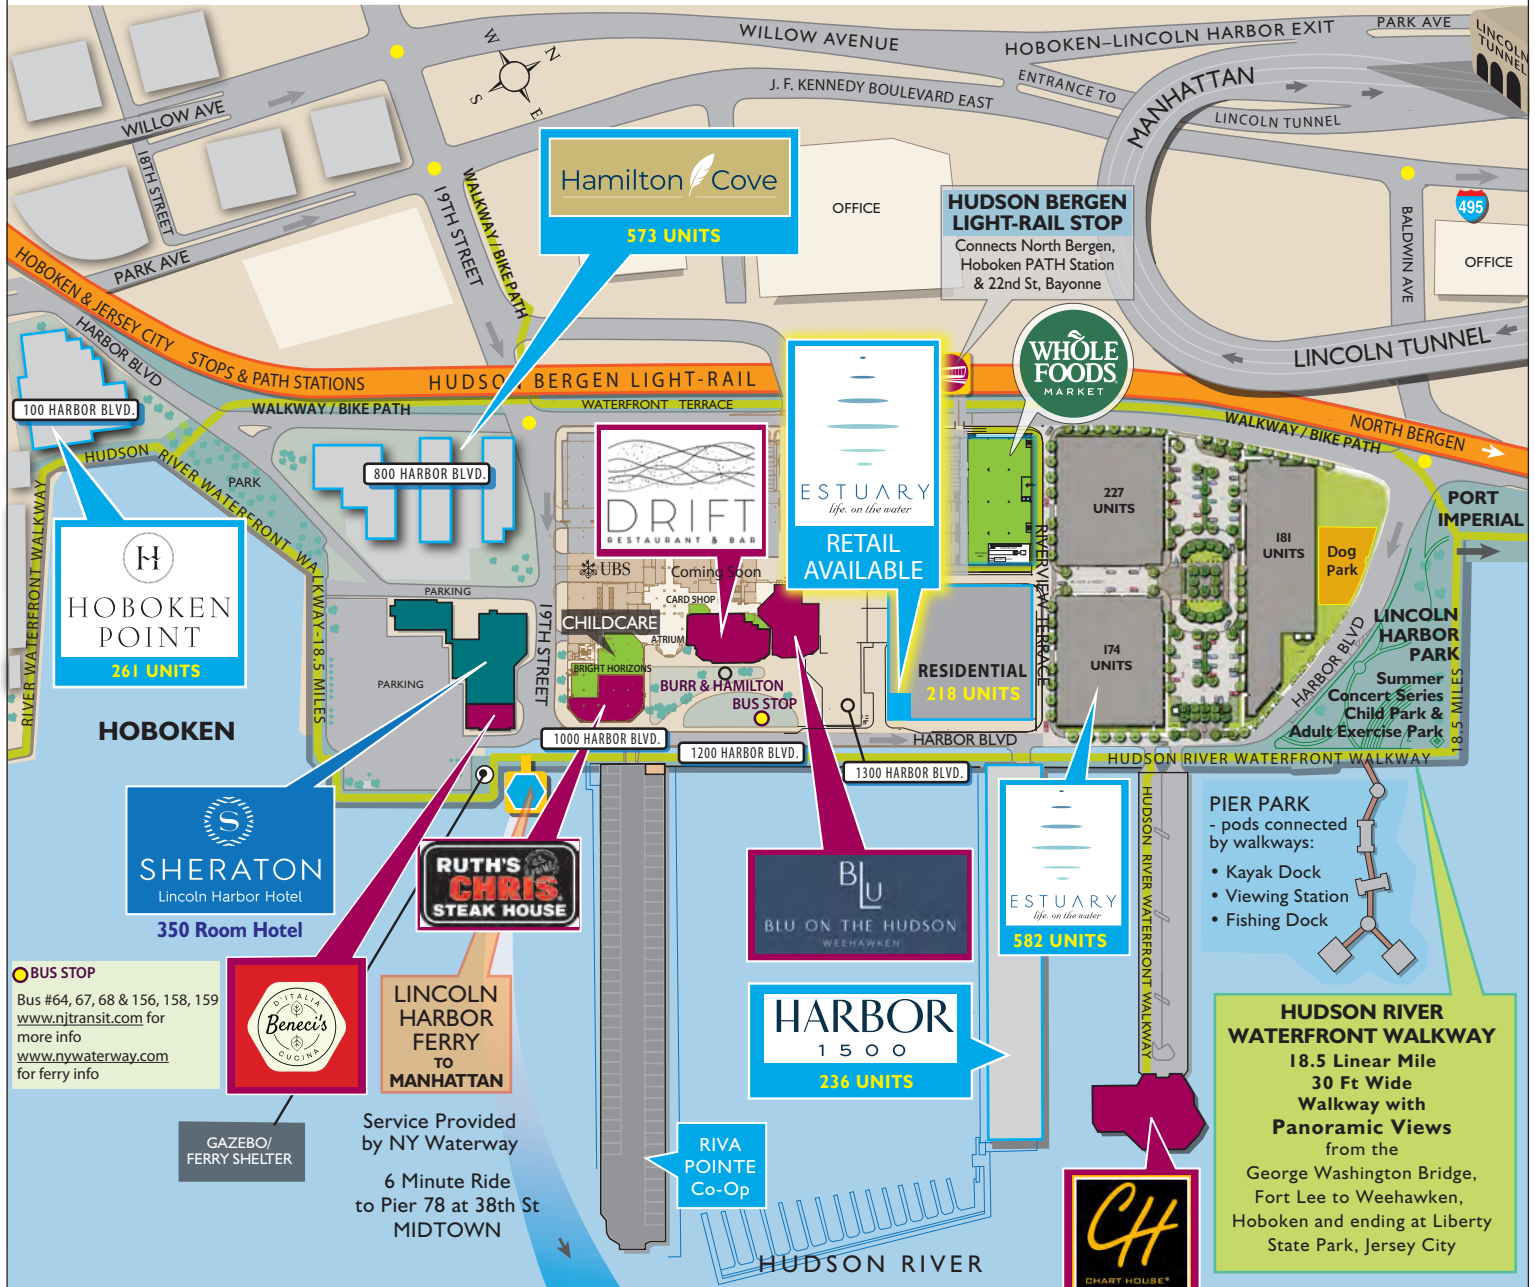 WILLOW AVENUE
HOBOKEN–LINCOLN HARBOR EXIT
PARK AVE
LINCOLN
TUNNEL
W
N
S
E
J. F. KENNEDY BOULEVARD EAST
ENTRANCE TO
LINCOLN TUNNEL
MANHATTAN
WILLOW AVE
18TH STREET
PARK AVE
19TH STREET
WALKWAY / BIKE PATH
Hamilton Cove
573 UNITS
OFFICE
HUDSON BERGEN
LIGHT-RAIL STOP
Connects North Bergen,
Hoboken PATH Station
& 22nd St, Bayonne
BALDWIN AVE
495
OFFICE
LINCOLN TUNNEL
HOBOKEN & JERSEY CITY STOPS & PATH STATIONS
HUDSON BERGEN LIGHT-RAIL
NORTH BERGEN
HARBOR BLVD
100 HARBOR BLVD.
WALKWAY / BIKE PATH
WATERFRONT TERRACE
WALKWAY / BIKE PATH
WHOLE
FOODS
MARKET
HUDSON RIVER WATERFRONT WALKWAY-18.5 MILES
PARK
800 HARBOR BLVD.
DRIFT
RESTAURANT & BAR
Coming Soon
ESTUARY
life. on the water
RETAIL
AVAILABLE
227
UNITS
181
UNITS
Dog
Park
PORT
IMPERIAL
RIVER WATERFRONT WALKWAY
H
HOBOKEN
POINT
261 UNITS
HOBOKEN
PARKING
PARKING
19TH STREET
UBS
CARD SHOP
CHILDCARE
ATRIUM
BRIGHT HORIZONS
BURR & HAMILTON
BUS STOP
RESIDENTIAL
218 UNITS
RIVERVIEW TERRACE
174
UNITS
HARBOR BLVD
LINCOLN
HARBOR
PARK
Summer
Concert Series
Child Park &
Adult Exercise Park
18.5 MILES
1000 HARBOR BLVD.
1200 HARBOR BLVD.
1300 HARBOR BLVD.
HARBOR BLVD
HUDSON RIVER WATERFRONT WALKWAY
S
SHERATON
Lincoln Harbor Hotel
350 Room Hotel
RUTH'S
CHRIS
STEAK HOUSE
BLU
BLU ON THE HUDSON
WEEHAWKEN
ESTUARY
life. on the water
582 UNITS
HUDSON RIVER WATERFRONT WALKWAY
PIER PARK
- pods connected
by walkways:
• Kayak Dock
• Viewing Station
• Fishing Dock
BUS STOP
Bus #64, 67, 68 & 156, 158, 159
www.njtransit.com for
more info
www.nywaterway.com
for ferry info
D'ITALIA
Beneci's
CUCINA
LINCOLN
HARBOR
FERRY
TO
MANHATTAN
Service Provided
by NY Waterway
6 Minute Ride
to Pier 78 at 38th St
MIDTOWN
GAZEBO/
FERRY SHELTER
HARBOR
1500
236 UNITS
RIVA
POINTE
Co-Op
HUDSON RIVER
CH
CHART HOUSE
HUDSON RIVER
WATERFRONT WALKWAY
18.5 Linear Mile
30 Ft Wide
Walkway with
Panoramic Views
from the
George Washington Bridge,
Fort Lee to Weehawken,
Hoboken and ending at Liberty
State Park, Jersey City